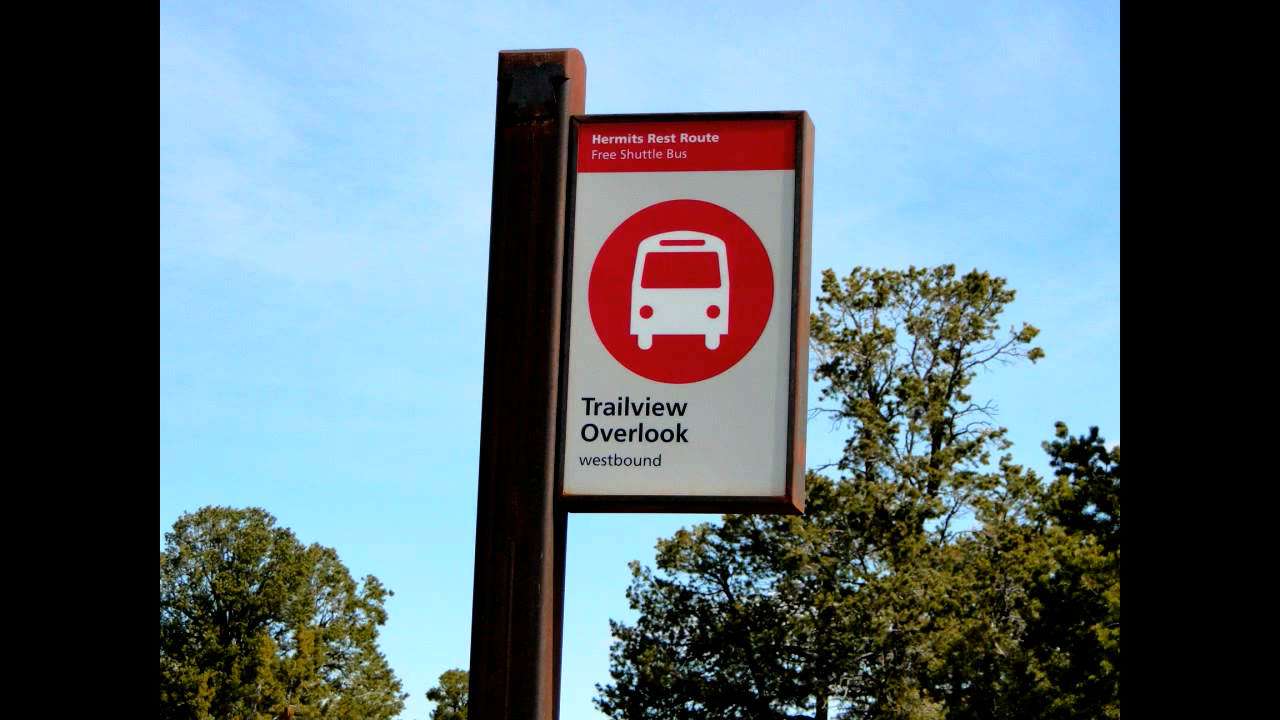 Hermits Rest Route
Free Shuttle Bus
Trailview
Overlook
westbound